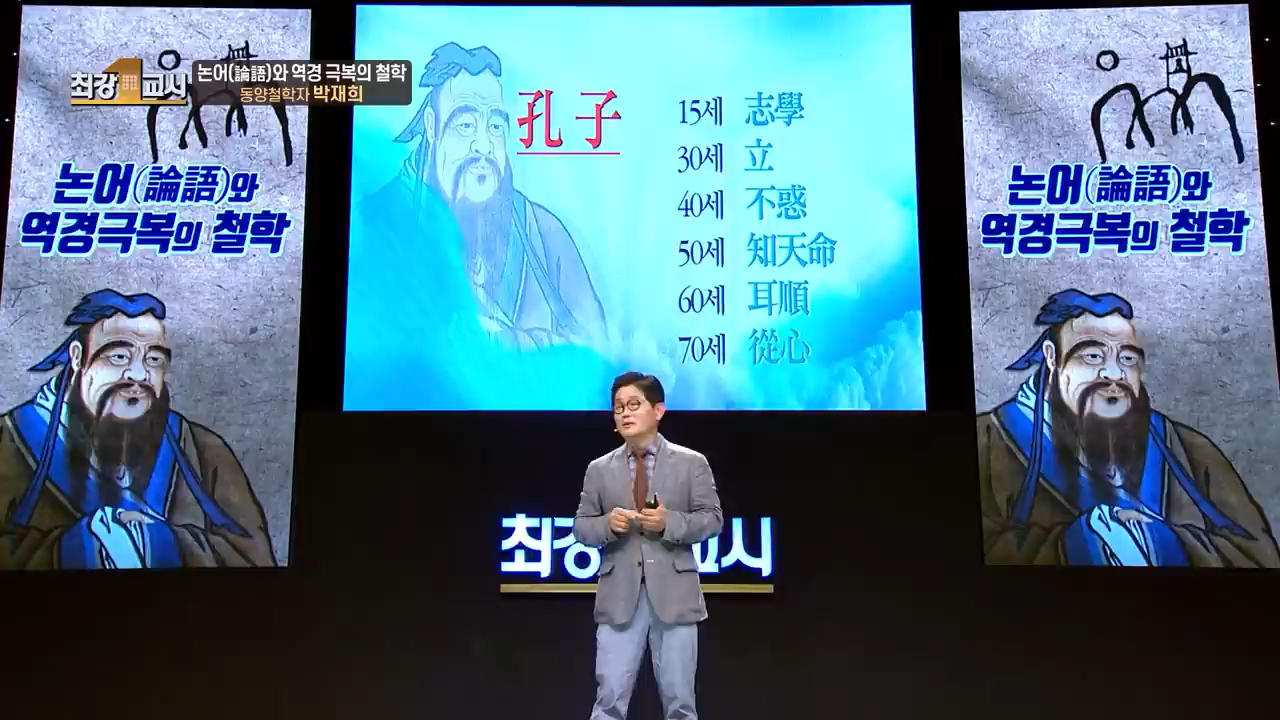 최강1교시
논어(論語)와 역경 극복의 철학
동양철학자 박재희
논어(論語)와
역경극복의 철학
孔子
15세 志學
30세 立
40세 不惑
50세 知天命
60세 耳順
70세 從心
논어(論語)와
역경극복의 철학
최강 교시